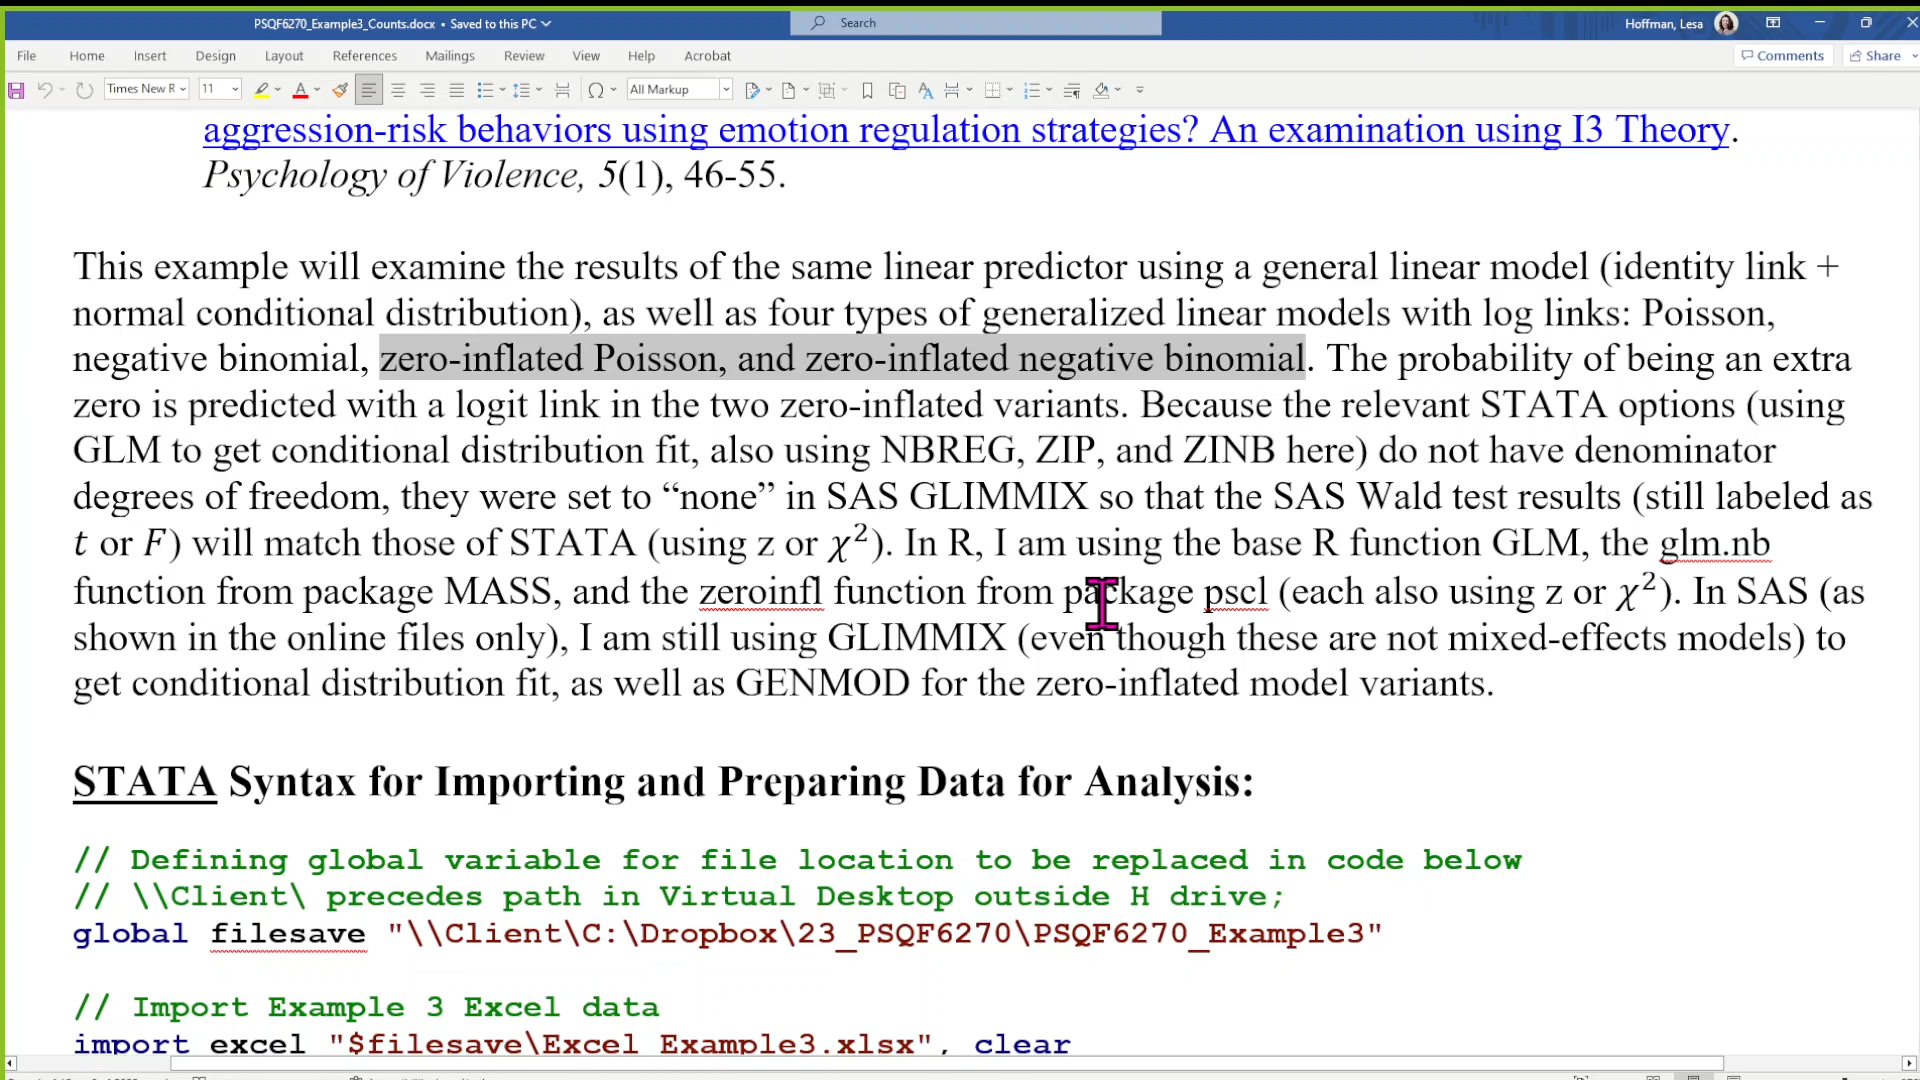 PSQF6270_Example3_Counts.docx • Saved to this PC
Search
Hoffman, Lesa
File Home Insert Design Layout References Mailings Review View Help Acrobat
Comments Share
Times New R 11 All Markup
aggression-risk behaviors using emotion regulation strategies? An examination using I3 Theory.
Psychology of Violence, 5(1), 46-55.
This example will examine the results of the same linear predictor using a general linear model (identity link +
normal conditional distribution), as well as four types of generalized linear models with log links: Poisson,
negative binomial, zero-inflated Poisson, and zero-inflated negative binomial. The probability of being an extra
zero is predicted with a logit link in the two zero-inflated variants. Because the relevant STATA options (using
GLM to get conditional distribution fit, also using NBREG, ZIP, and ZINB here) do not have denominator
degrees of freedom, they were set to “none” in SAS GLIMMIX so that the SAS Wald test results (still labeled as
t or F) will match those of STATA (using z or χ²). In R, I am using the base R function GLM, the glm.nb
function from package MASS, and the zeroinfl function from package pscl (each also using z or χ²). In SAS (as
shown in the online files only), I am still using GLIMMIX (even though these are not mixed-effects models) to
get conditional distribution fit, as well as GENMOD for the zero-inflated model variants.
STATA Syntax for Importing and Preparing Data for Analysis:
// Defining global variable for file location to be replaced in code below
// \\Client\ precedes path in Virtual Desktop outside H drive;
global filesave "\\Client\C:\Dropbox\23_PSQF6270\PSQF6270_Example3"
// Import Example 3 Excel data
import excel "$filesave\Excel_Example3.xlsx", clear